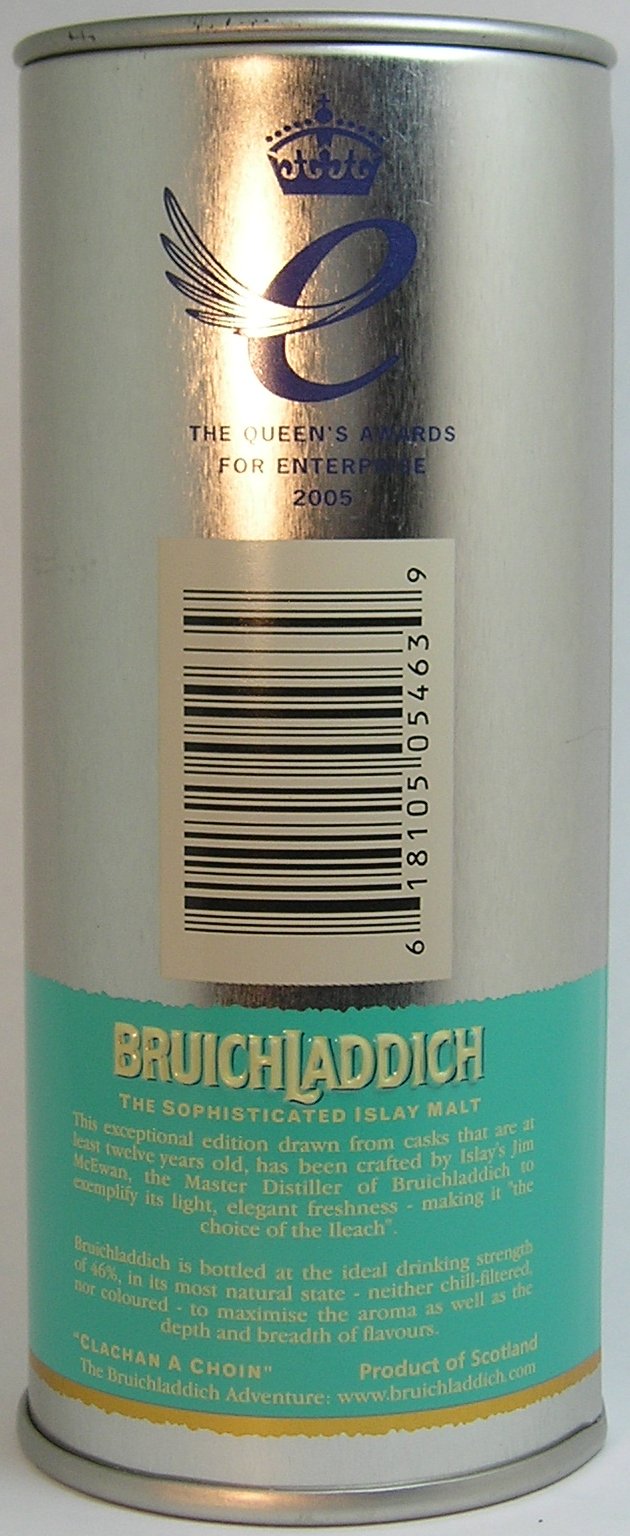 THE QUEEN'S AWARDS
FOR ENTERPRISE
2005
6 18105 05463 9
BRUICHLADDICH
THE SOPHISTICATED ISLAY MALT
This exceptional edition drawn from casks that are at
least twelve years old, has been crafted by Islay's Jim
McEwan, the Master Distiller of Bruichladdich to
exemplify its light, elegant freshness - making it "the
choice of the Ileach".
Bruichladdich is bottled at the ideal drinking strength
of 46%, in its most natural state - neither chill-filtered,
nor coloured - to maximise the aroma as well as the
depth and breadth of flavours.
"CLACHAN A CHOIN" Product of Scotland
The Bruichladdich Adventure: www.bruichladdich.com